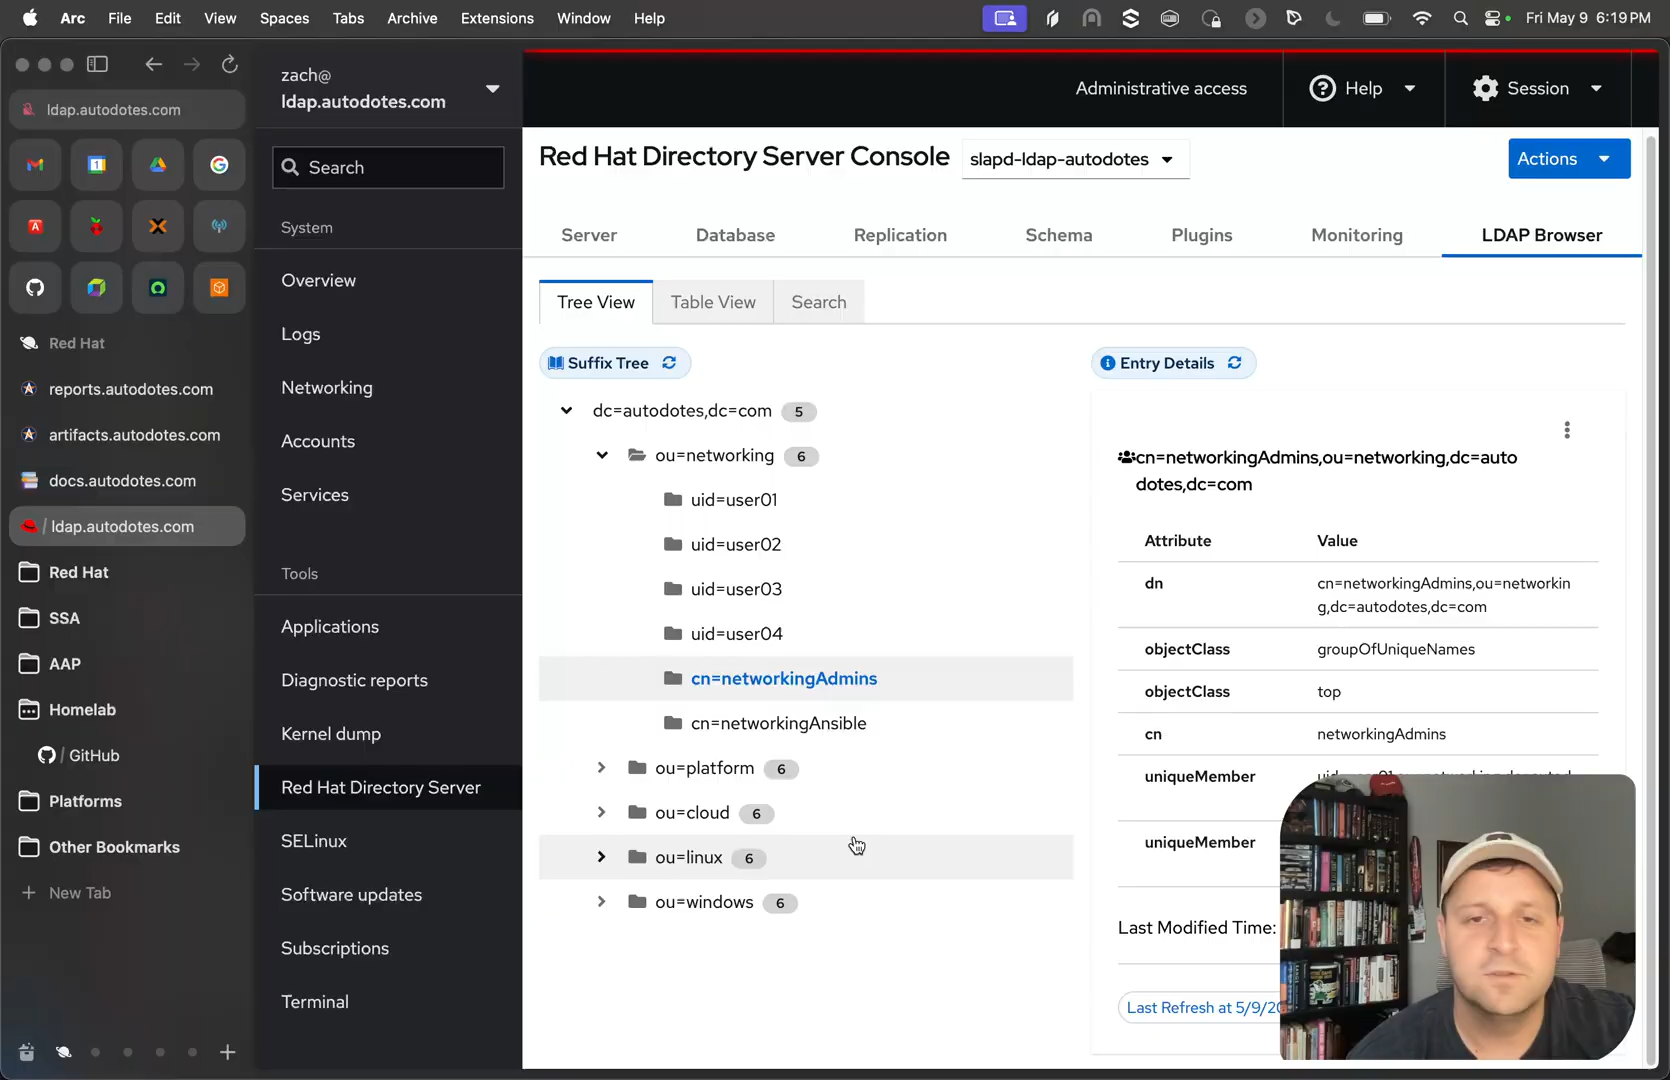 Arc File Edit View Spaces Tabs Archive Extensions Window Help Fri May 9 6:19 PM
ldap.autodotes.com
Red Hat
reports.autodotes.com
artifacts.autodotes.com
docs.autodotes.com
/ ldap.autodotes.com
Red Hat
SSA
AAP
Homelab
/ GitHub
Platforms
Other Bookmarks
+ New Tab
zach@
ldap.autodotes.com
Search
System
Overview
Logs
Networking
Accounts
Services
Tools
Applications
Diagnostic reports
Kernel dump
Red Hat Directory Server
SELinux
Software updates
Subscriptions
Terminal
Administrative access Help Session
Red Hat Directory Server Console slapd-ldap-autodotes Actions
Server Database Replication Schema Plugins Monitoring LDAP Browser
Tree View Table View Search
Suffix Tree
dc=autodotes,dc=com 5
ou=networking 6
uid=user01
uid=user02
uid=user03
uid=user04
cn=networkingAdmins
cn=networkingAnsible
ou=platform 6
ou=cloud 6
ou=linux 6
ou=windows 6
Entry Details
cn=networkingAdmins,ou=networking,dc=auto
dotes,dc=com
Attribute Value
dn cn=networkingAdmins,ou=networkin
g,dc=autodotes,dc=com
objectClass groupOfUniqueNames
objectClass top
cn networkingAdmins
uniqueMember
uniqueMember
Last Modified Time:
Last Refresh at 5/9/20